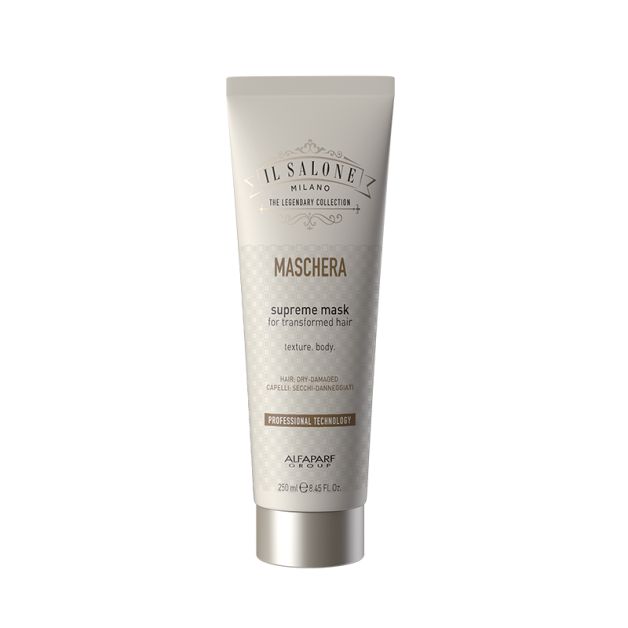 IL SALONE
MILANO
THE LEGENDARY COLLECTION
MASCHERA
supreme mask
for transformed hair
texture. body.
HAIR: DRY-DAMAGED
CAPELLI: SECCHI-DANNEGGIATI
PROFESSIONAL TECHNOLOGY
ALFAPARF
GROUP
250 ml ℮ 8.45 FL.Oz.